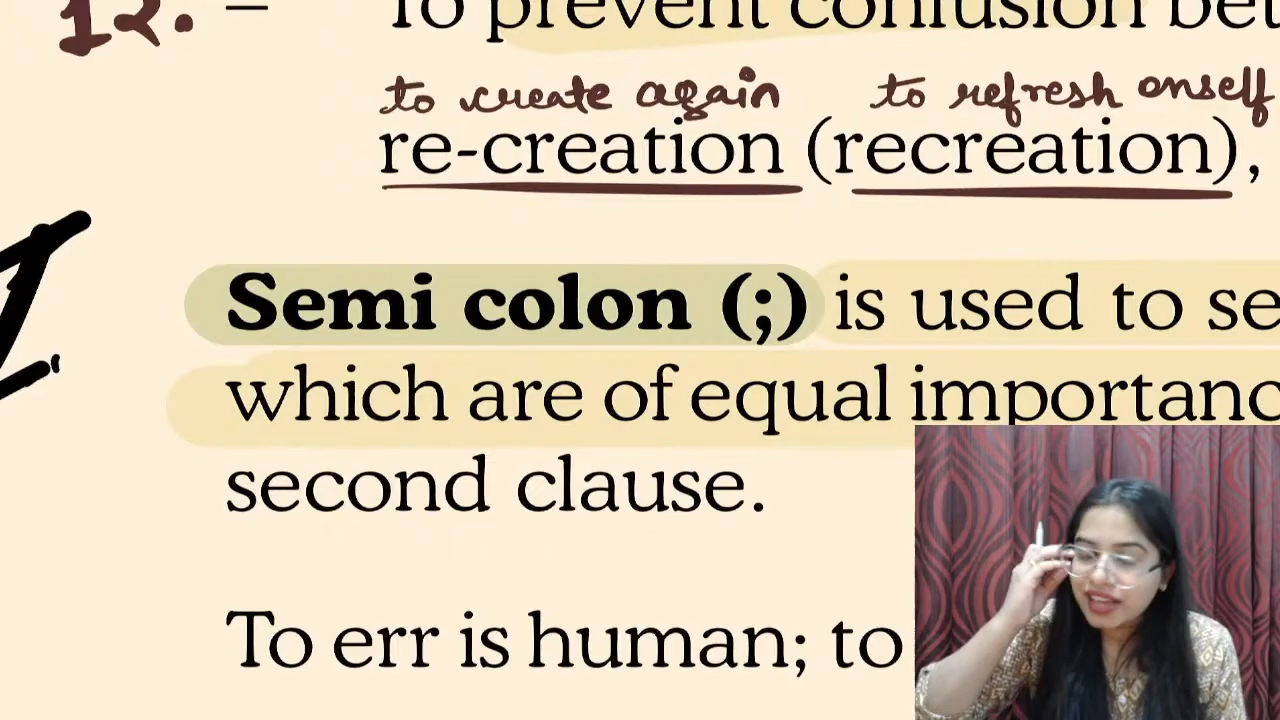 12. – To prevent confusion bet
to create again to refresh onself
re-creation (recreation),
Semi colon (;) is used to se
which are of equal importanc
second clause.
To err is human; to